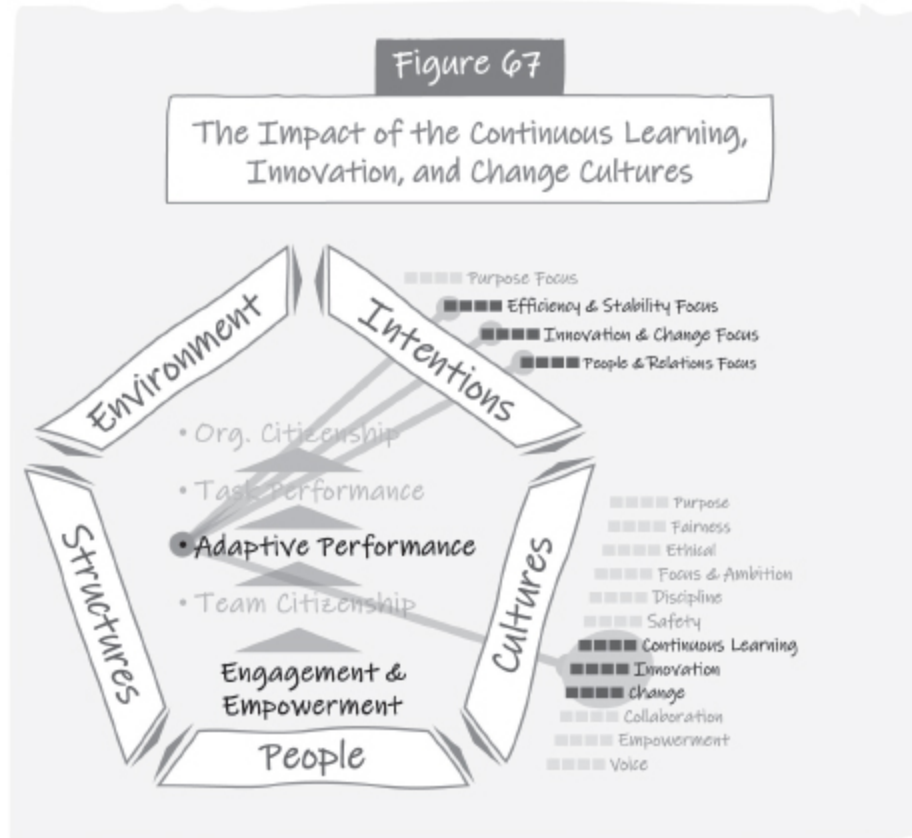 Figure 67
The Impact of the Continuous Learning,
Innovation, and Change Cultures
Environment
Intentions
Purpose Focus
Efficiency & Stability Focus
Innovation & Change Focus
People & Relations Focus
• Org. Citizenship
• Task Performance
• Adaptive Performance
• Team Citizenship
Engagement &
Empowerment
Structures
Cultures
Purpose
Fairness
Ethical
Focus & Ambition
Discipline
Safety
Continuous Learning
Innovation
Change
Collaboration
Empowerment
Voice
People